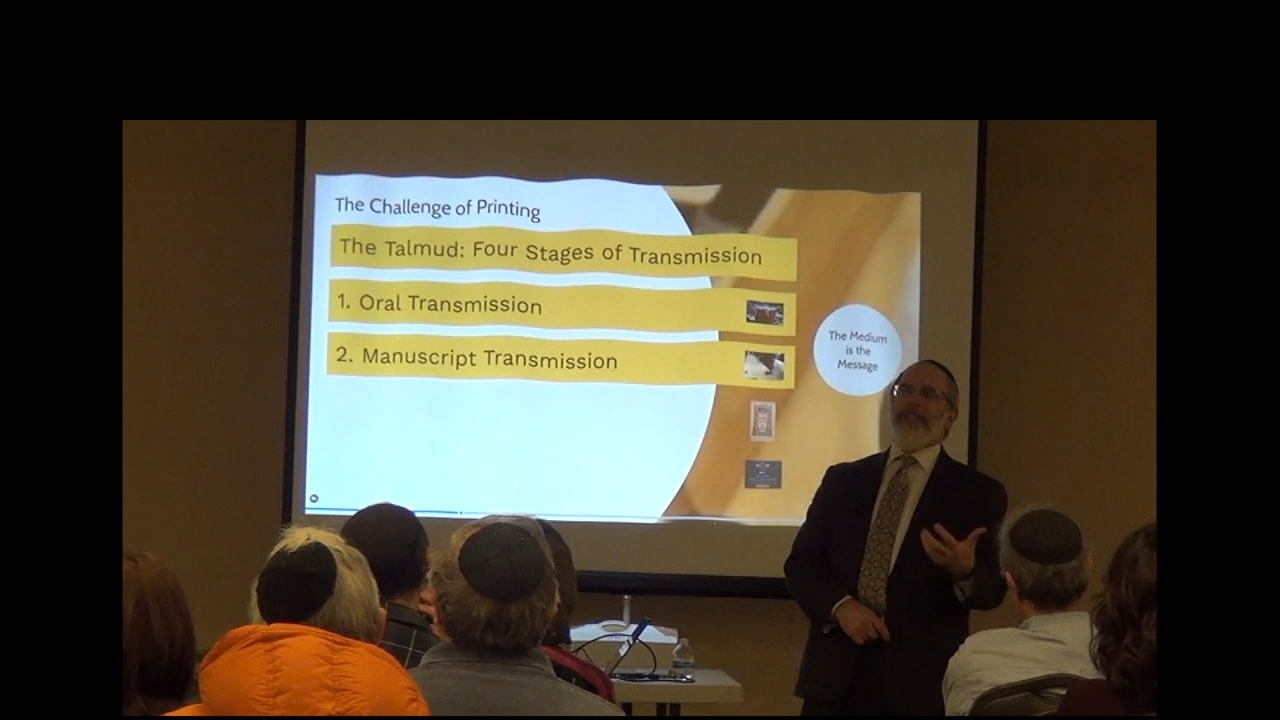 The Challenge of Printing
The Talmud: Four Stages of Transmission
1. Oral Transmission
2. Manuscript Transmission
The Medium
is the
Message